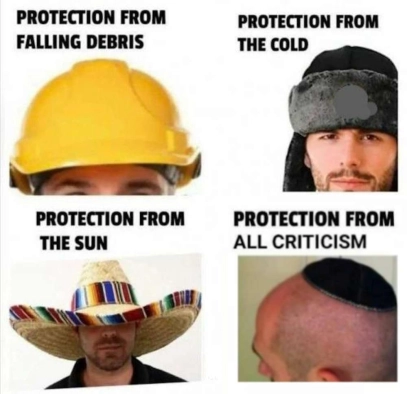 PROTECTION FROM
FALLING DEBRIS
PROTECTION FROM
THE COLD
PROTECTION FROM
THE SUN
PROTECTION FROM
ALL CRITICISM